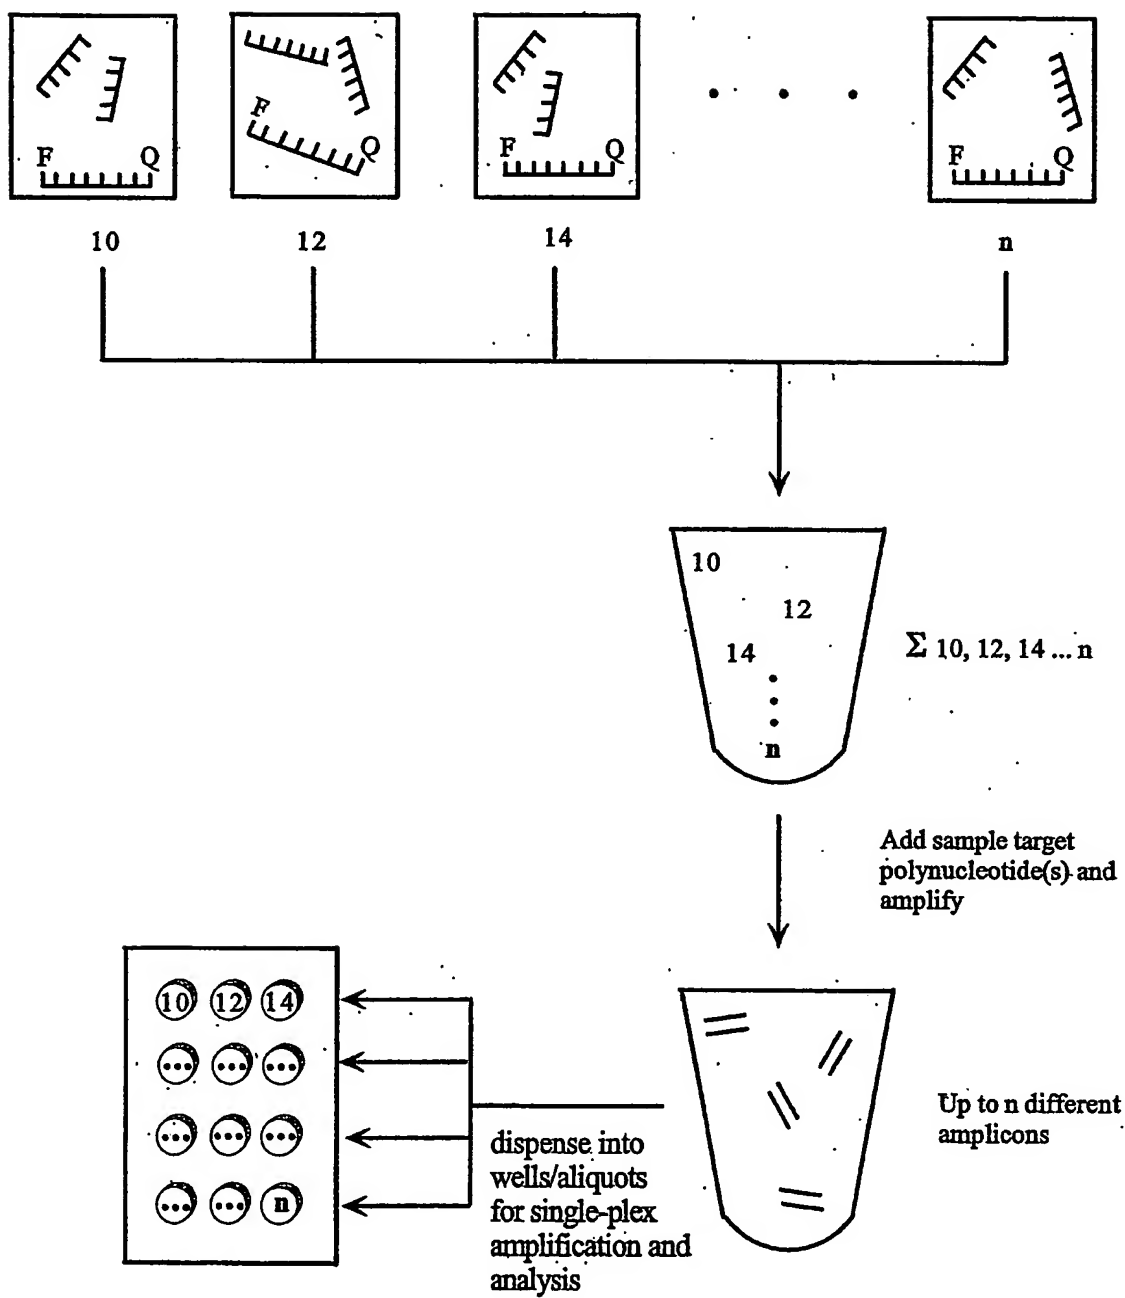 F Q
F
Q
F Q
F Q
10 12 14 n
10
12
14
n
Σ 10, 12, 14 ... n
Add sample target
polynucleotide(s) and
amplify
10 12 14
... ... ...
... ... ...
... ... n
dispense into
wells/aliquots
for single-plex
amplification and
analysis
Up to n different
amplicons